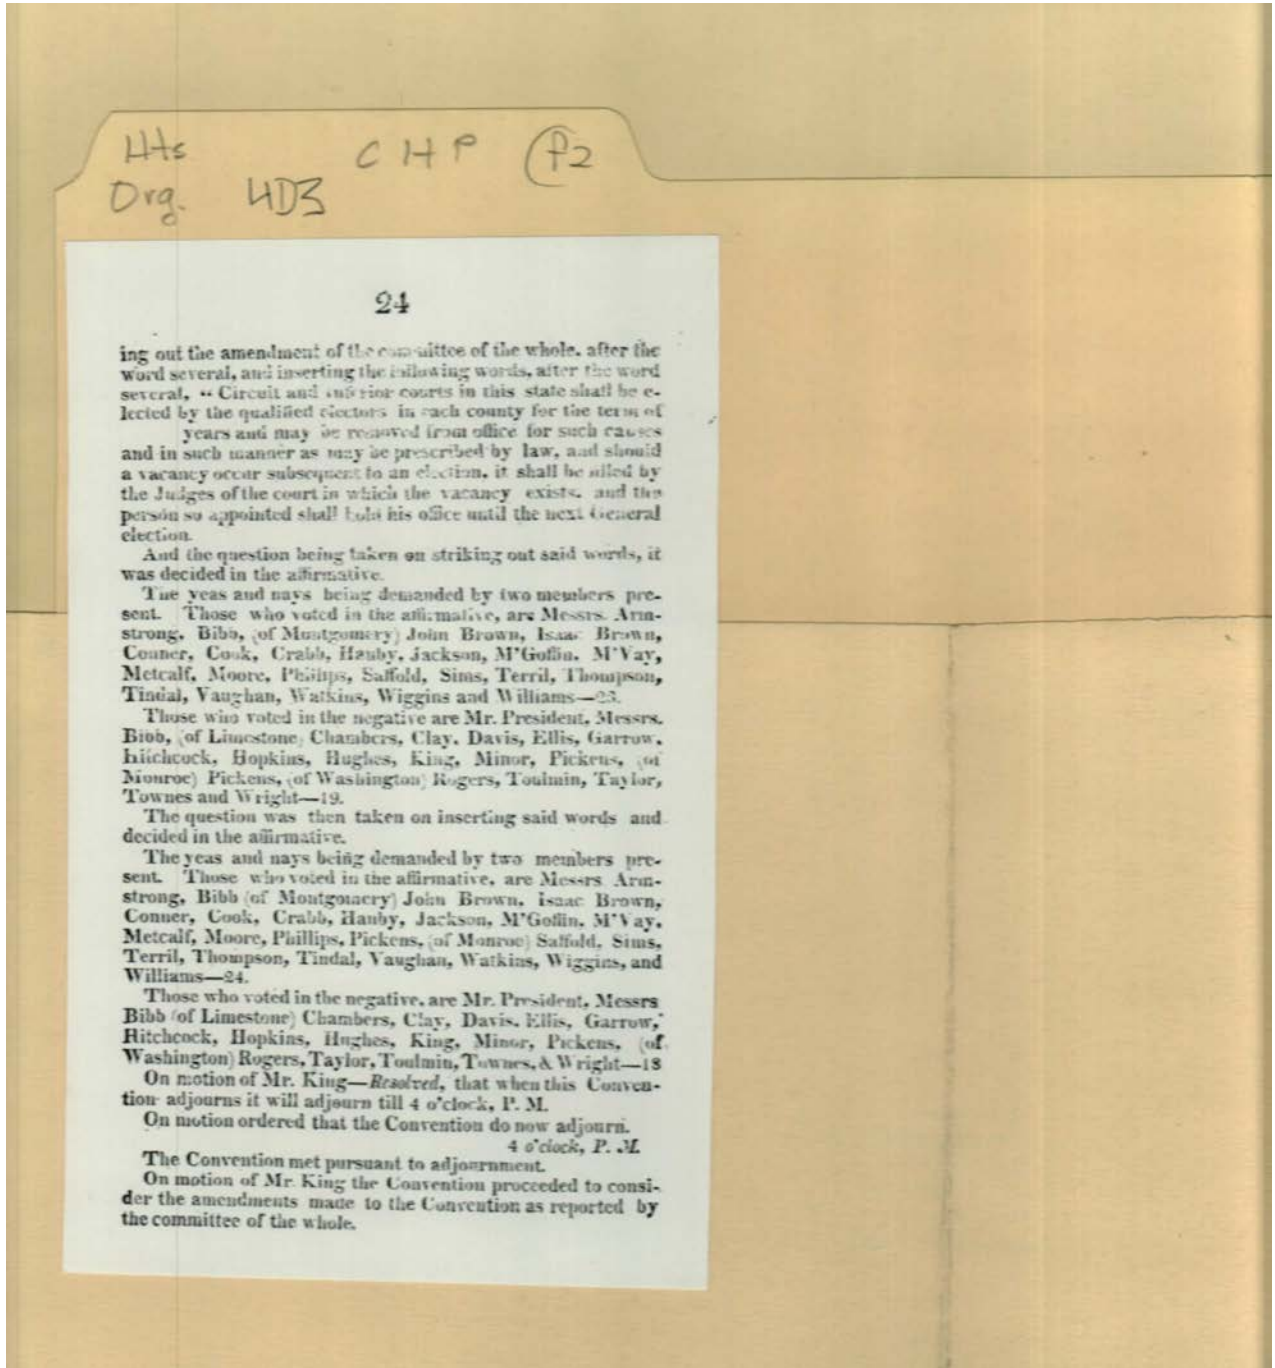 Hts CHP P2
Org. 4D3
24
ing out the amendment of the committee of the whole, after the
word several, and inserting the following words, after the word
several, " Circuit and inferior courts in this state shall be e-
lected by the qualified electors in each county for the term of
years and may be removed from office for such causes
and in such manner as may be prescribed by law, and should
a vacancy occur subsequent to an election, it shall be filled by
the Judges of the court in which the vacancy exists, and the
person so appointed shall hold his office until the next General
election.
And the question being taken on striking out said words, it
was decided in the affirmative.
The yeas and nays being demanded by two members pre-
sent. Those who voted in the affirmative, are Messrs. Arm-
strong, Bibb, (of Montgomery) John Brown, Isaac Brown,
Conner, Cook, Crabb, Hanby, Jackson, M'Goffin, M'Vay,
Metcalf, Moore, Phillips, Saffold, Sims, Terril, Thompson,
Tindal, Vaughan, Watkins, Wiggins and Williams—23.
Those who voted in the negative are Mr. President, Messrs.
Bibb, (of Limestone) Chambers, Clay, Davis, Ellis, Garrow,
Hitchcock, Hopkins, Hughes, King, Minor, Pickens, (of
Monroe) Pickens, (of Washington) Rogers, Toulmin, Taylor,
Townes and Wright—19.
The question was then taken on inserting said words and
decided in the affirmative.
The yeas and nays being demanded by two members pre-
sent. Those who voted in the affirmative, are Messrs Arm-
strong, Bibb (of Montgomery) John Brown, Isaac Brown,
Conner, Cook, Crabb, Hanby, Jackson, M'Goffin, M'Vay,
Metcalf, Moore, Phillips, Pickens, (of Monroe) Saffold, Sims,
Terril, Thompson, Tindal, Vaughan, Watkins, Wiggins, and
Williams—24.
Those who voted in the negative, are Mr. President, Messrs
Bibb (of Limestone) Chambers, Clay, Davis, Ellis, Garrow,
Hitchcock, Hopkins, Hughes, King, Minor, Pickens, (of
Washington) Rogers, Taylor, Toulmin, Townes, & Wright—18
On motion of Mr. King—Resolved, that when this Conven-
tion adjourns it will adjourn till 4 o'clock, P. M.
On motion ordered that the Convention do now adjourn.
4 o'clock, P. M.
The Convention met pursuant to adjournment.
On motion of Mr. King the Convention proceeded to consi-
der the amendments made to the Convention as reported by
the committee of the whole.